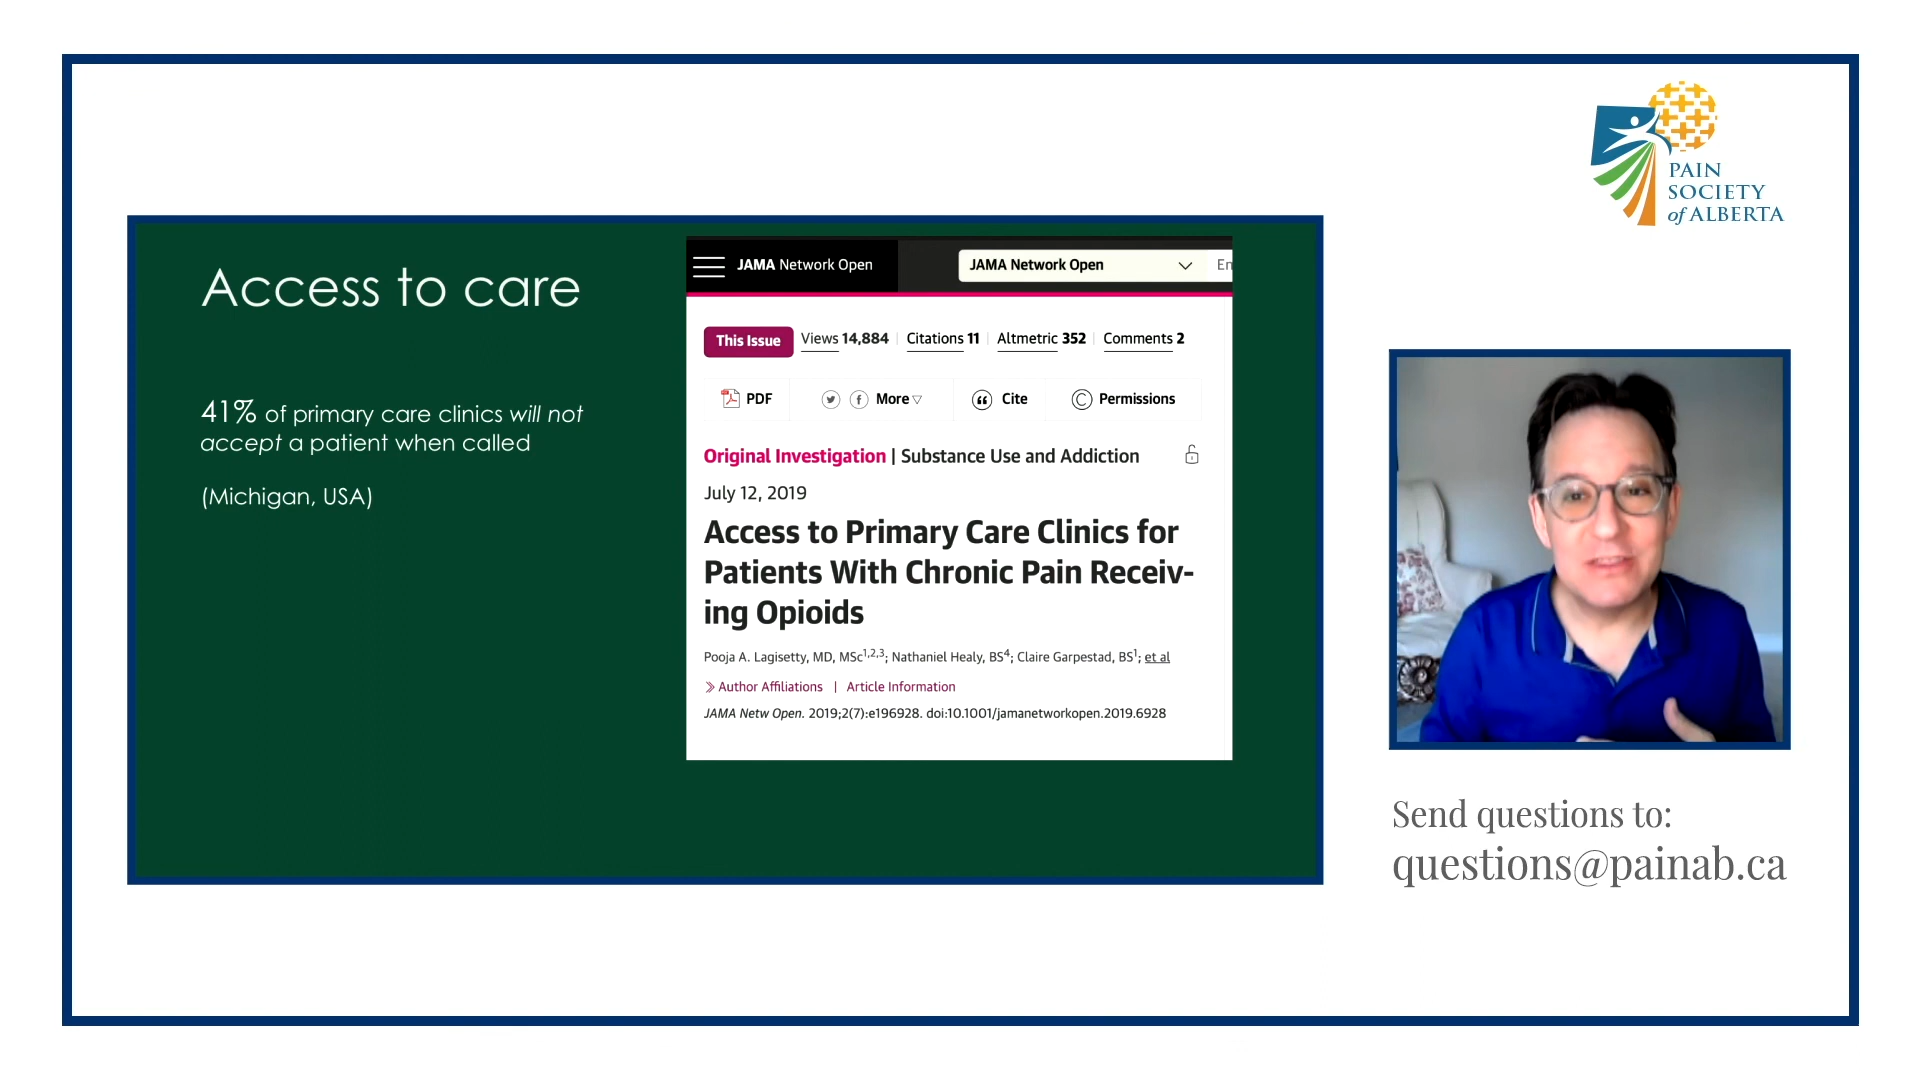 PAIN
SOCIETY
of ALBERTA
Access to care
41% of primary care clinics will not
accept a patient when called
(Michigan, USA)
JAMA Network Open
JAMA Network Open
En
This Issue
Views 14,884 | Citations 11 | Altmetric 352 | Comments 2
PDF
More
Cite
Permissions
Original Investigation | Substance Use and Addiction
July 12, 2019
Access to Primary Care Clinics for
Patients With Chronic Pain Receiv-
ing Opioids
Pooja A. Lagisetty, MD, MSc1,2,3; Nathaniel Healy, BS4; Claire Garpestad, BS1; et al
Author Affiliations | Article Information
JAMA Netw Open. 2019;2(7):e196928. doi:10.1001/jamanetworkopen.2019.6928
Send questions to:
questions@painab.ca